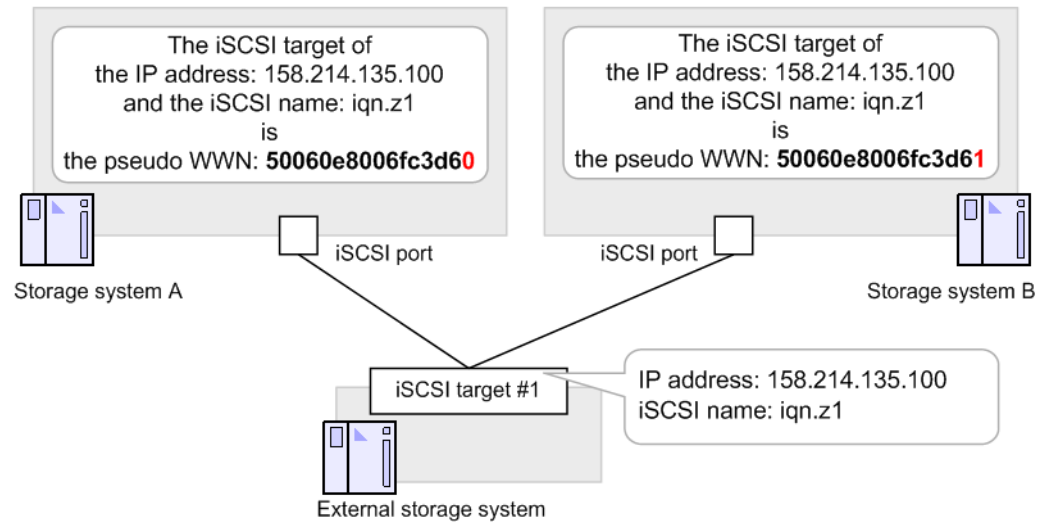 The iSCSI target of
the IP address: 158.214.135.100
and the iSCSI name: iqn.z1
is
the pseudo WWN: 50060e8006fc3d60
The iSCSI target of
the IP address: 158.214.135.100
and the iSCSI name: iqn.z1
is
the pseudo WWN: 50060e8006fc3d61
iSCSI port
iSCSI port
Storage system A
Storage system B
iSCSI target #1
IP address: 158.214.135.100
iSCSI name: iqn.z1
External storage system